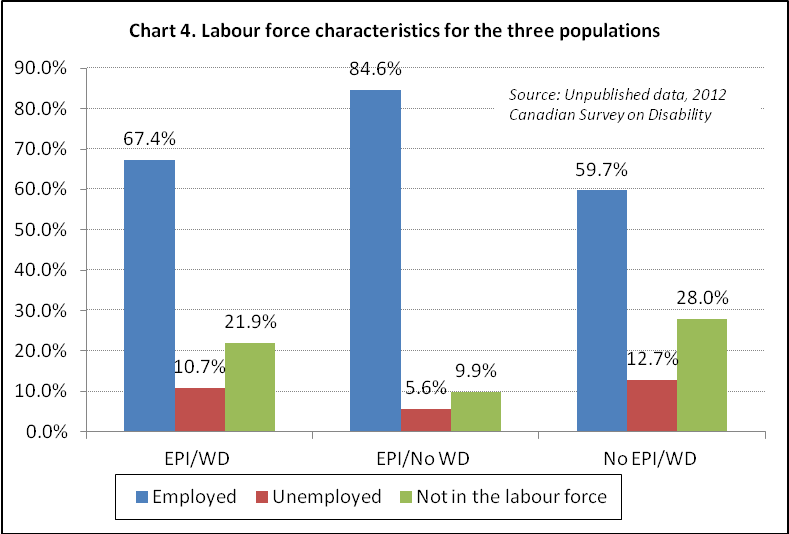 Chart 4. Labour force characteristics for the three populations
90.0%
80.0%
70.0%
60.0%
50.0%
40.0%
30.0%
20.0%
10.0%
0.0%
Source: Unpublished data, 2012
Canadian Survey on Disability
67.4%
10.7%
21.9%
84.6%
5.6%
9.9%
59.7%
12.7%
28.0%
EPI/WD
EPI/No WD
No EPI/WD
Employed
Unemployed
Not in the labour force